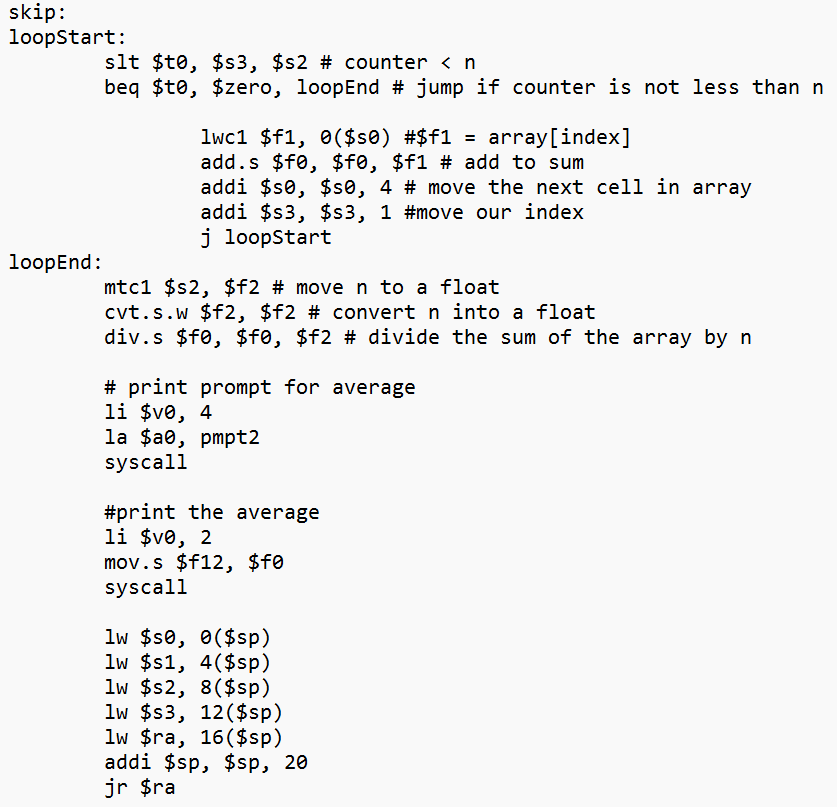 skip:
loopStart:
slt $t0, $s3, $s2 # counter < n
beq $t0, $zero, loopEnd # jump if counter is not less than n
lwc1 $f1, 0($s0) #$f1 = array[index]
add.s $f0, $f0, $f1 # add to sum
addi $s0, $s0, 4 # move the next cell in array
addi $s3, $s3, 1 #move our index
j loopStart
loopEnd:
mtc1 $s2, $f2 # move n to a float
cvt.s.w $f2, $f2 # convert n into a float
div.s $f0, $f0, $f2 # divide the sum of the array by n
# print prompt for average
li $v0, 4
la $a0, pmpt2
syscall
#print the average
li $v0, 2
mov.s $f12, $f0
syscall
lw $s0, 0($sp)
lw $s1, 4($sp)
lw $s2, 8($sp)
lw $s3, 12($sp)
lw $ra, 16($sp)
addi $sp, $sp, 20
jr $ra